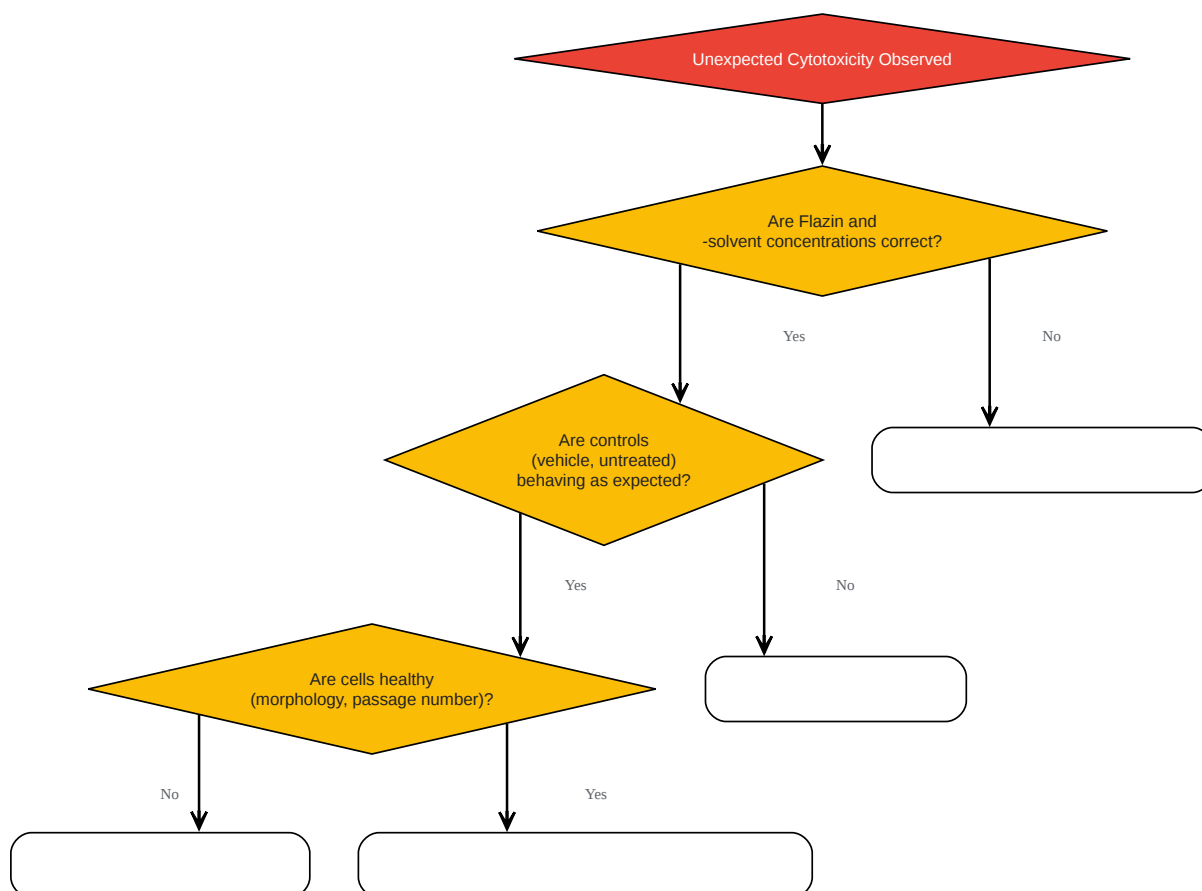 Unexpected Cytotoxicity Observed
Are Flazin and
-solvent concentrations correct?
Yes
No
Are controls
(vehicle, untreated)
behaving as expected?
Yes
No
Are cells healthy
(morphology, passage number)?
No
Yes